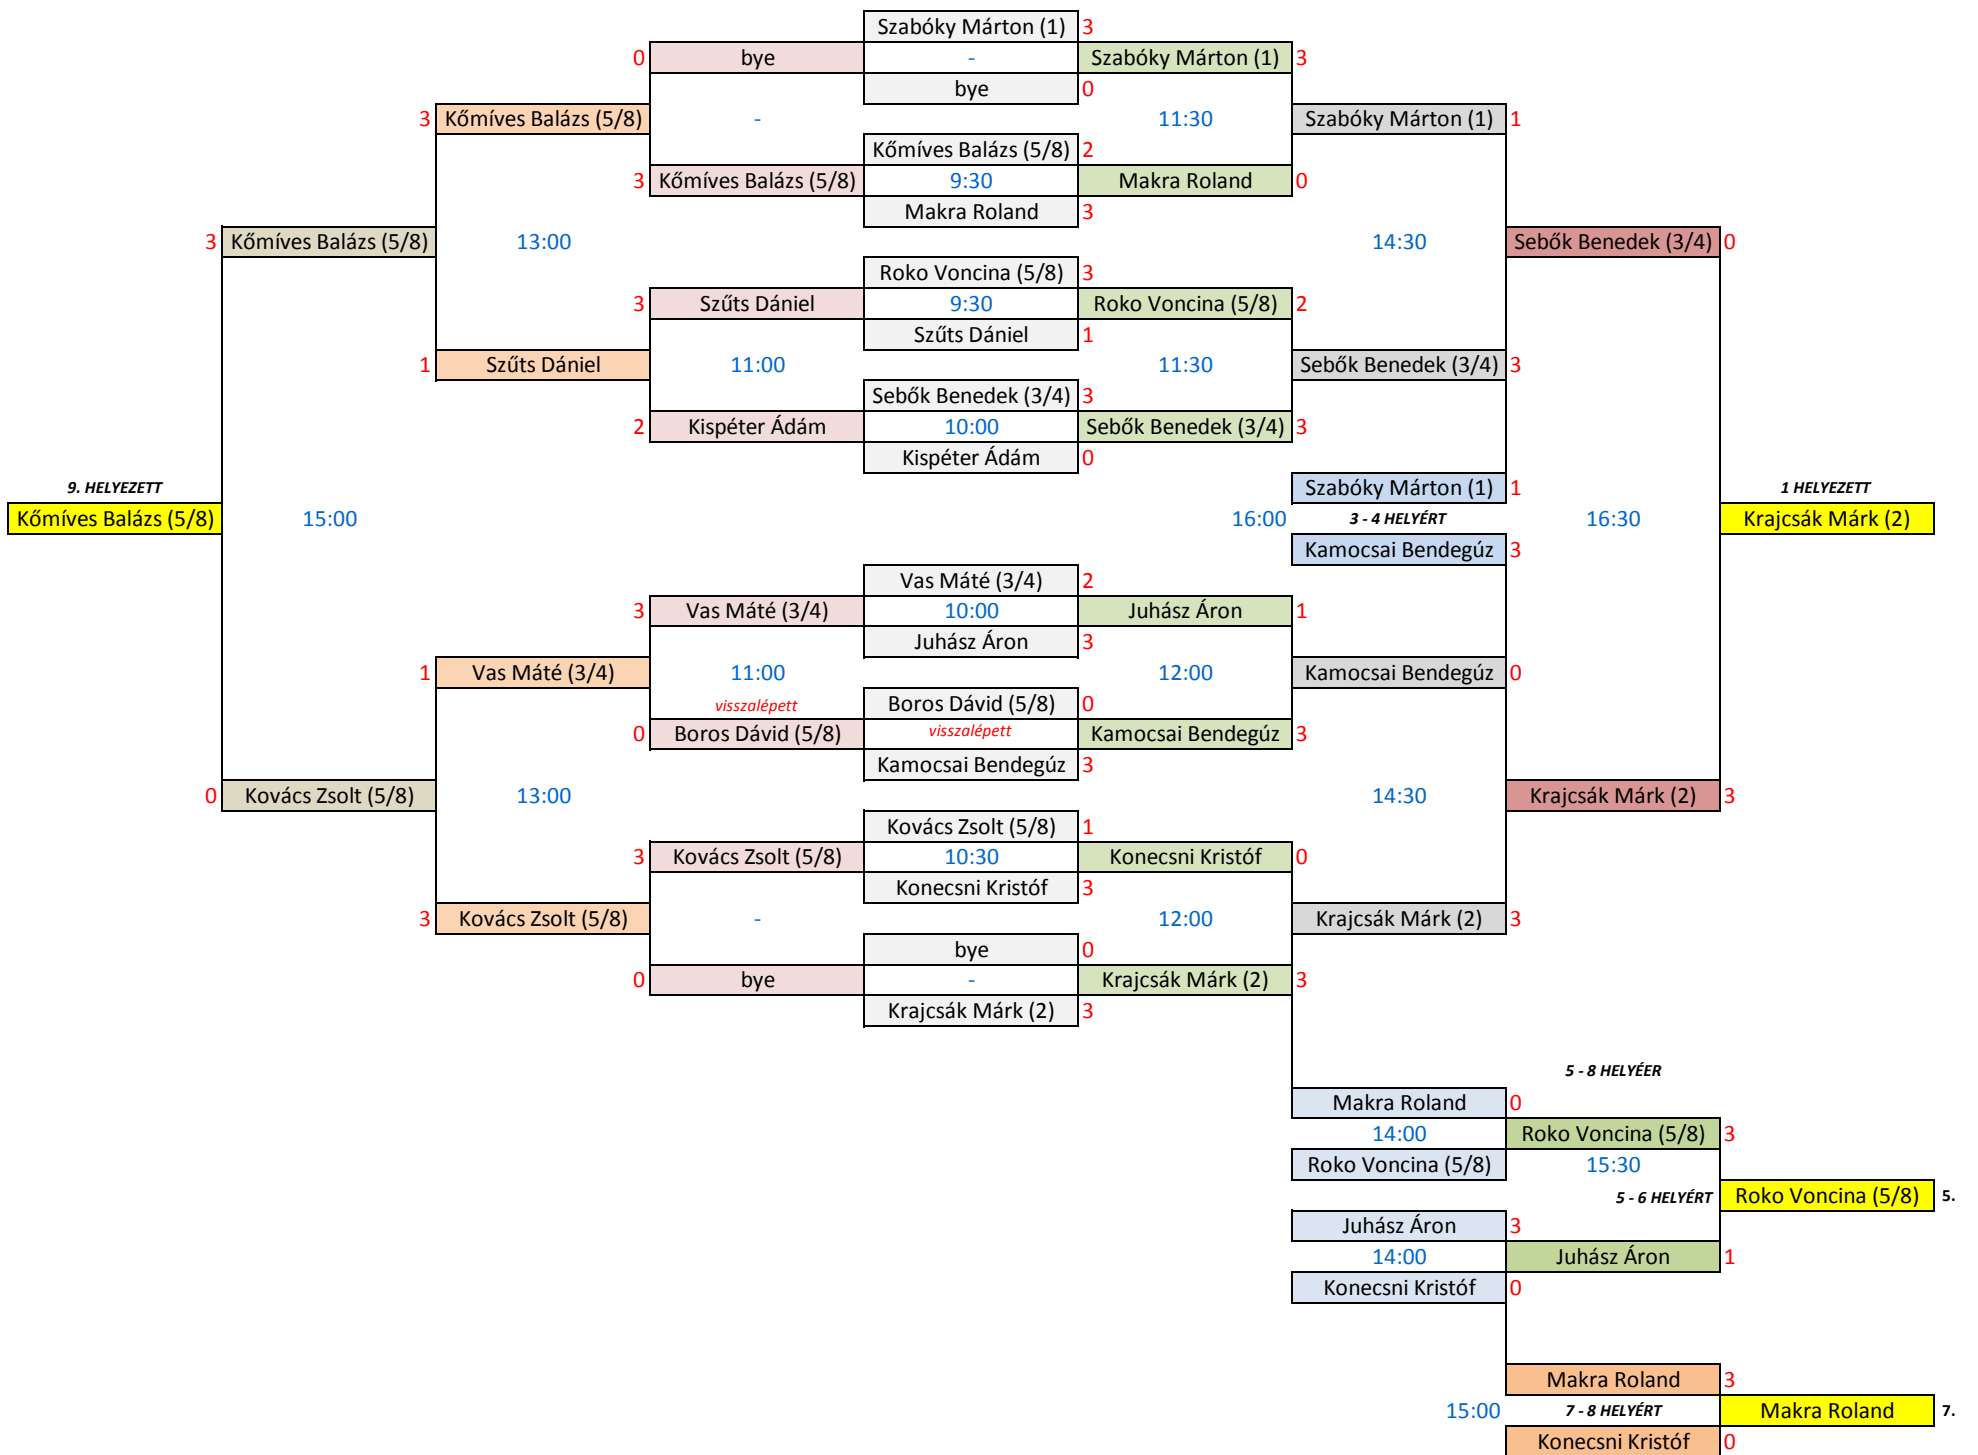 Szabóky Márton (1) 3
0 bye - Szabóky Márton (1) 3
bye 0
3 Kőmíves Balázs (5/8) - 11:30 Szabóky Márton (1) 1
Kőmíves Balázs (5/8) 2
3 Kőmíves Balázs (5/8) 9:30 Makra Roland 0
Makra Roland 3
3 Kőmíves Balázs (5/8) 13:00 14:30 Sebők Benedek (3/4) 0
Roko Voncina (5/8) 3
3 Szűts Dániel 9:30 Roko Voncina (5/8) 2
Szűts Dániel 1
1 Szűts Dániel 11:00 11:30 Sebők Benedek (3/4) 3
Sebők Benedek (3/4) 3
2 Kispéter Ádám 10:00 Sebők Benedek (3/4) 3
Kispéter Ádám 0
9. HELYEZETT Szabóky Márton (1) 1 1 HELYEZETT
Kőmíves Balázs (5/8) 15:00 16:00 3 - 4 HELYÉRT 16:30 Krajcsák Márk (2)
Kamocsai Bendegúz 3
Vas Máté (3/4) 2
3 Vas Máté (3/4) 10:00 Juhász Áron 1
Juhász Áron 3
1 Vas Máté (3/4) 11:00 12:00 Kamocsai Bendegúz 0
visszalépett Boros Dávid (5/8) 0
0 Boros Dávid (5/8) visszalépett Kamocsai Bendegúz 3
Kamocsai Bendegúz 3
0 Kovács Zsolt (5/8) 13:00 14:30 Krajcsák Márk (2) 3
Kovács Zsolt (5/8) 1
3 Kovács Zsolt (5/8) 10:30 Konecsni Kristóf 0
Konecsni Kristóf 3
3 Kovács Zsolt (5/8) - 12:00 Krajcsák Márk (2) 3
bye 0
0 bye - Krajcsák Márk (2) 3
Krajcsák Márk (2) 3
5 - 8 HELYÉER
Makra Roland 0
14:00 Roko Voncina (5/8) 3
Roko Voncina (5/8) 15:30
5 - 6 HELYÉRT Roko Voncina (5/8) 5.
Juhász Áron 3
14:00 Juhász Áron 1
Konecsni Kristóf 0
Makra Roland 3
15:00 7 - 8 HELYÉRT Makra Roland 7.
Konecsni Kristóf 0